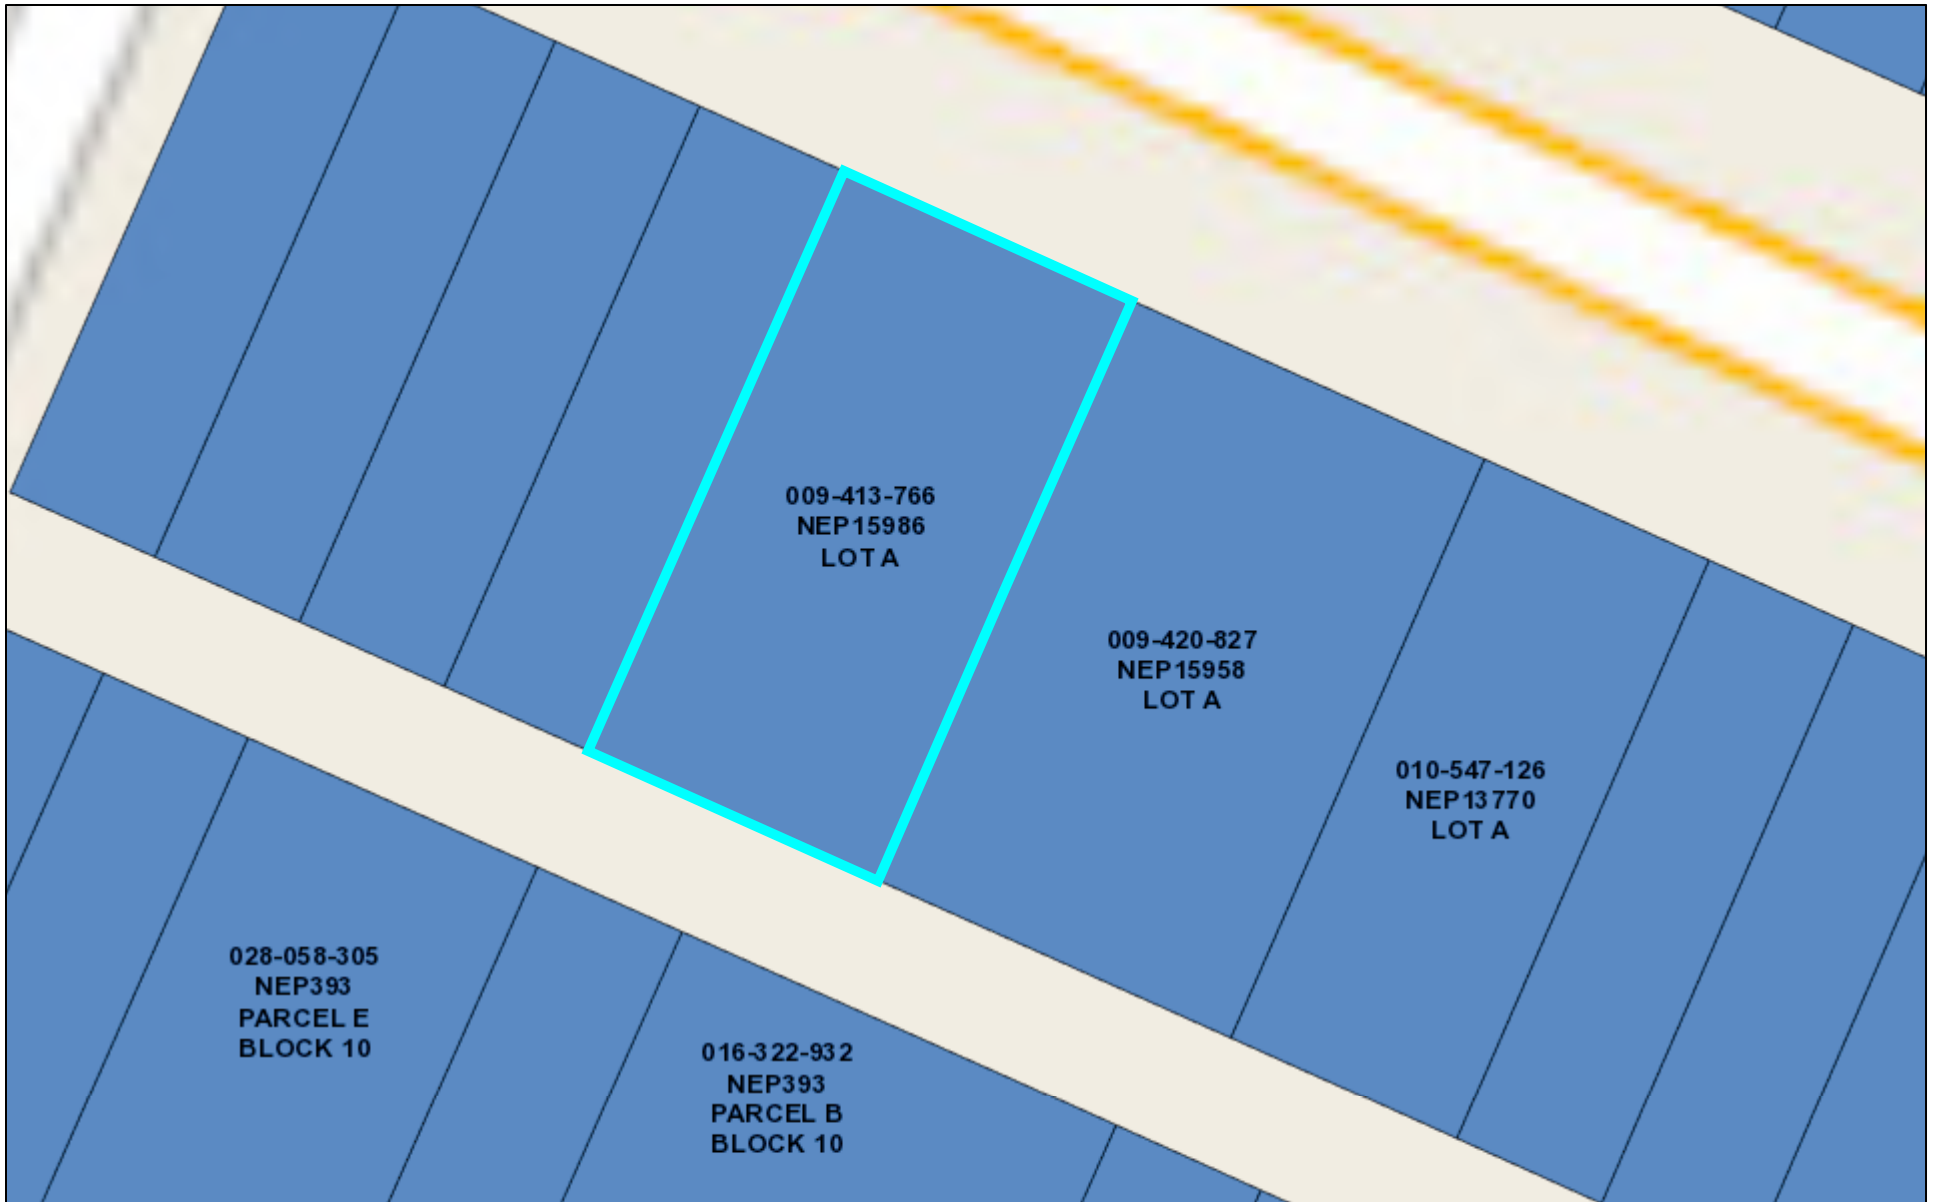 009-413-766
NEP15986
LOT A
009-420-827
NEP15958
LOT A
010-547-126
NEP13770
LOT A
028-058-305
NEP393
PARCEL E
BLOCK 10
016-322-932
NEP393
PARCEL B
BLOCK 10